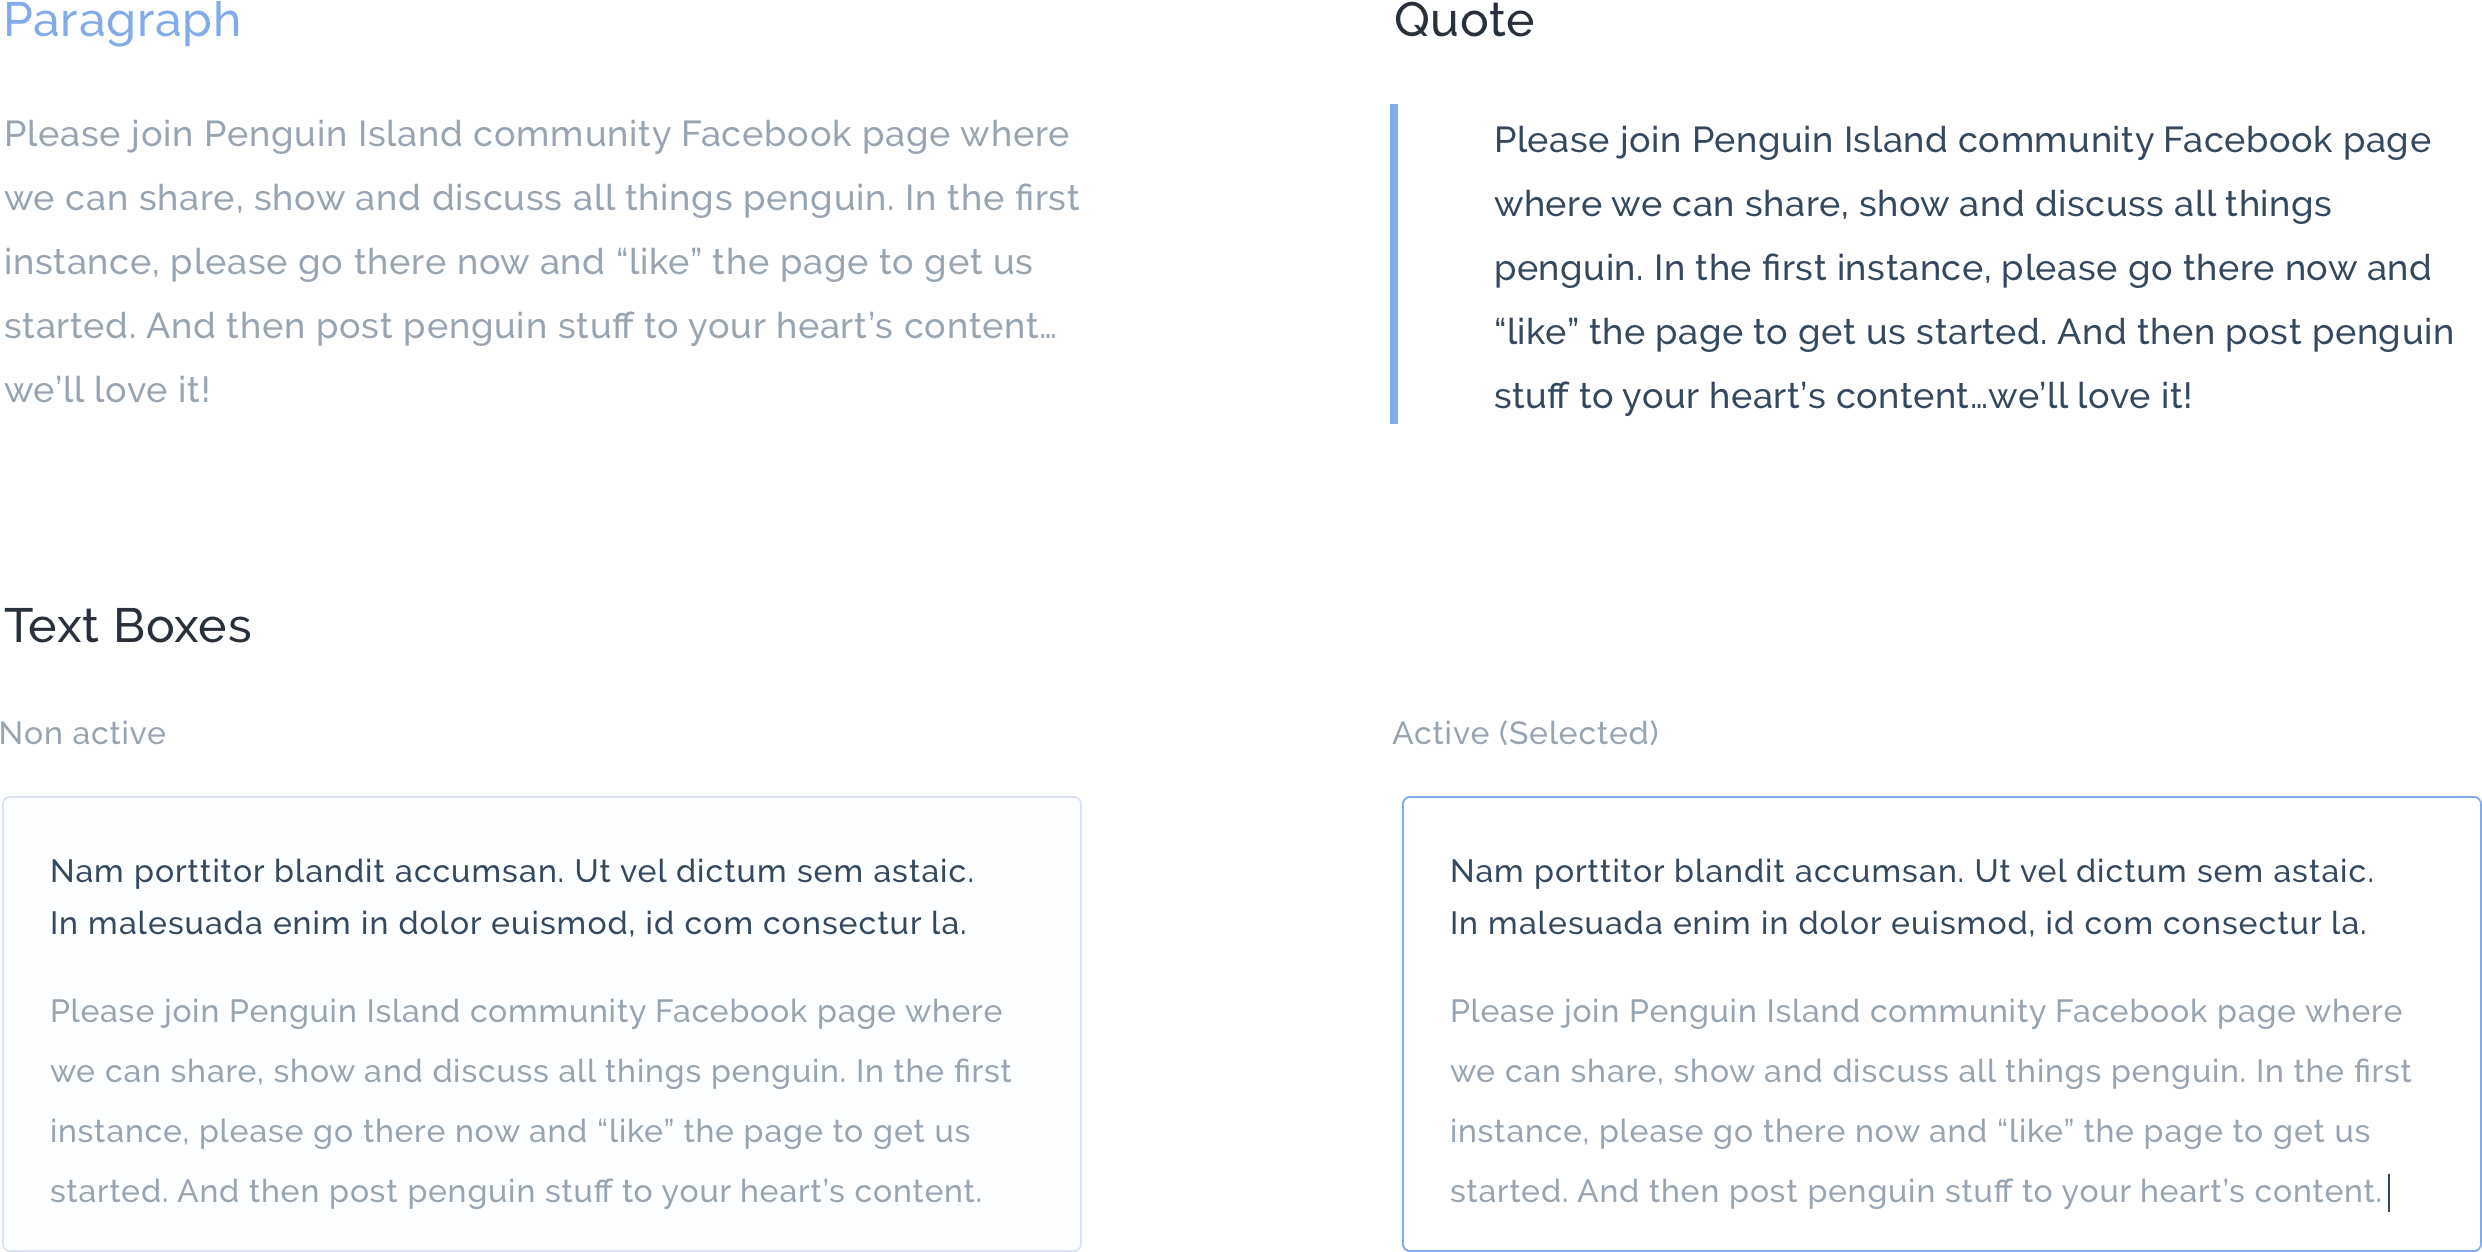 Paragraph
Please join Penguin Island community Facebook page where
we can share, show and discuss all things penguin. In the first
instance, please go there now and “like” the page to get us
started. And then post penguin stuff to your heart’s content…
we’ll love it!
Quote
Please join Penguin Island community Facebook page
where we can share, show and discuss all things
penguin. In the first instance, please go there now and
“like” the page to get us started. And then post penguin
stuff to your heart’s content…we’ll love it!
Text Boxes
Non active
Nam porttitor blandit accumsan. Ut vel dictum sem astaic.
In malesuada enim in dolor euismod, id com consectur la.
Please join Penguin Island community Facebook page where
we can share, show and discuss all things penguin. In the first
instance, please go there now and “like” the page to get us
started. And then post penguin stuff to your heart’s content.
Active (Selected)
Nam porttitor blandit accumsan. Ut vel dictum sem astaic.
In malesuada enim in dolor euismod, id com consectur la.
Please join Penguin Island community Facebook page where
we can share, show and discuss all things penguin. In the first
instance, please go there now and “like” the page to get us
started. And then post penguin stuff to your heart’s content.